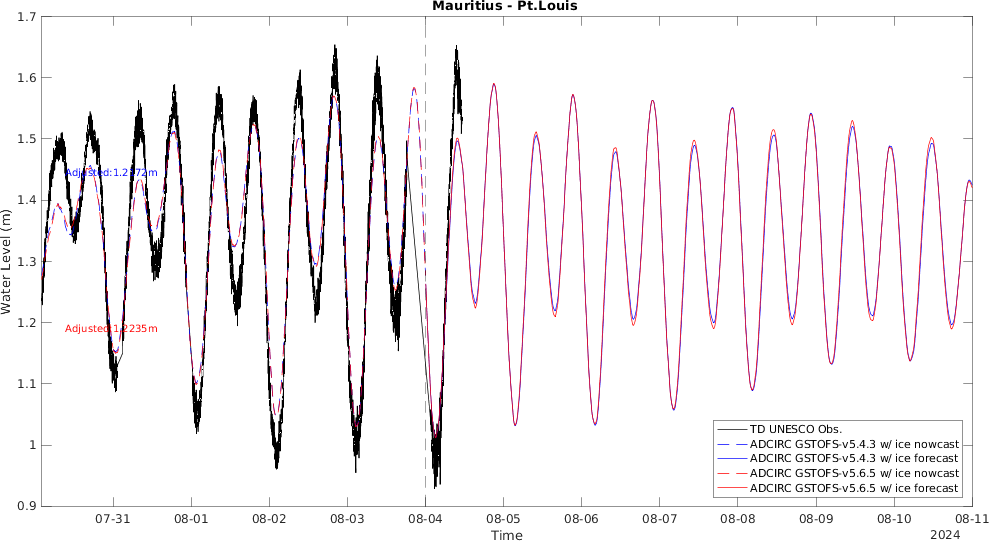 Mauritius - Pt.Louis
1.7
1.6
1.5
1.4
1.3
1.2
1.1
1
0.9
Water Level (m)
Adjusted:1.2372m
Adjusted:1.2235m
TD UNESCO Obs.
ADCIRC GSTOFS-v5.4.3 w/ ice nowcast
ADCIRC GSTOFS-v5.4.3 w/ ice forecast
ADCIRC GSTOFS-v5.6.5 w/ ice nowcast
ADCIRC GSTOFS-v5.6.5 w/ ice forecast
07-31 08-01 08-02 08-03 08-04 08-05 08-06 08-07 08-08 08-09 08-10 08-11
Time
2024